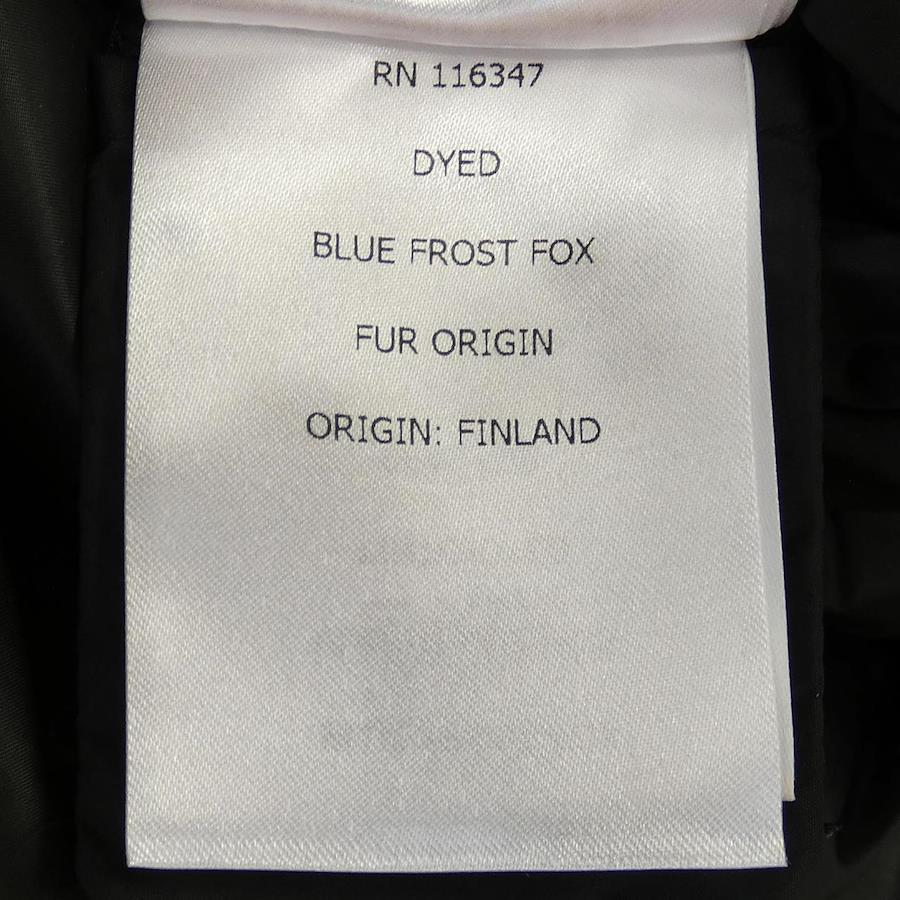 RN 116347
DYED
BLUE FROST FOX
FUR ORIGIN
ORIGIN: FINLAND